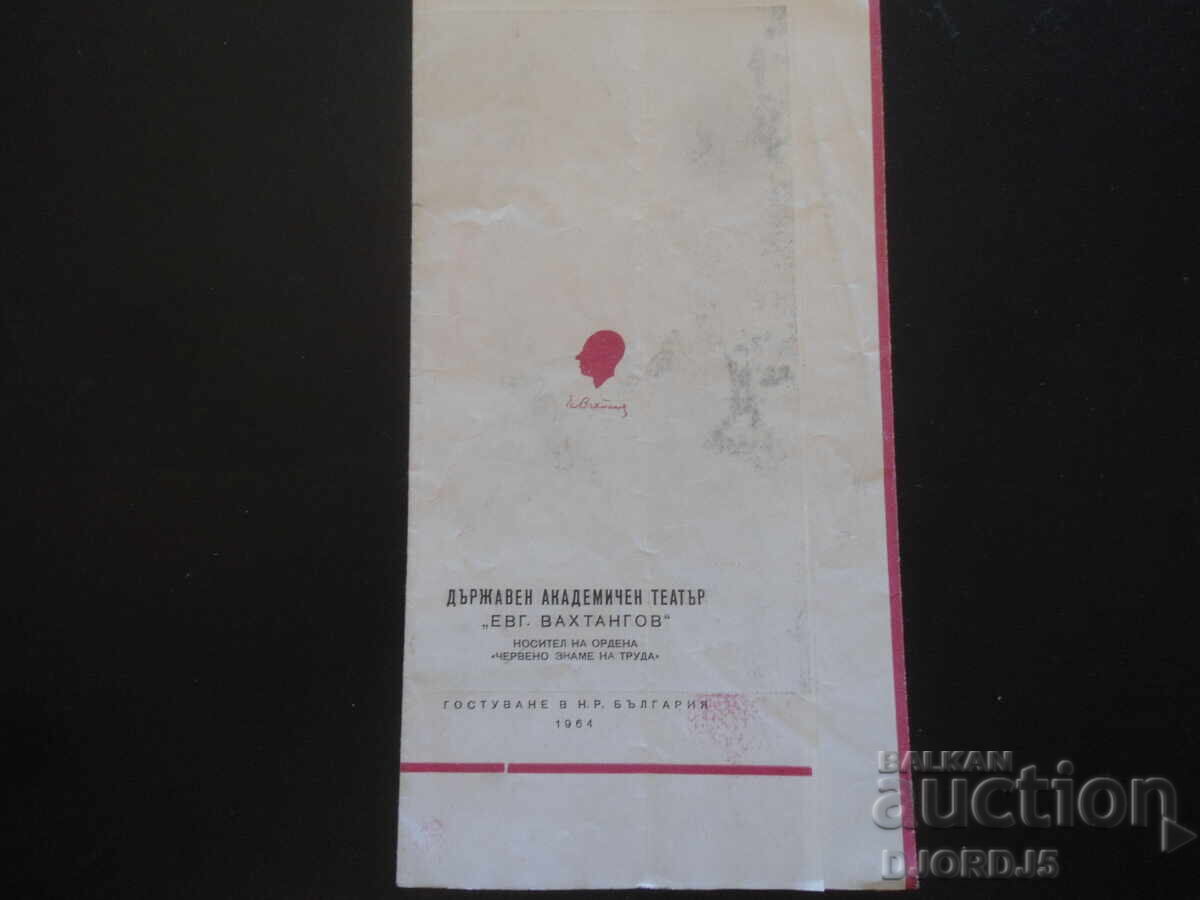 ДЪРЖАВЕН АКАДЕМИЧЕН ТЕАТЪР
„ЕВГ. ВАХТАНГОВ"
НОСИТЕЛ НА ОРДЕНА
«ЧЕРВЕНО ЗНАМЕ НА ТРУДА»
ГОСТУВАНЕ В Н.Р. БЪЛГАРИЯ
1964
BALKAN
auction
DJORDJ5